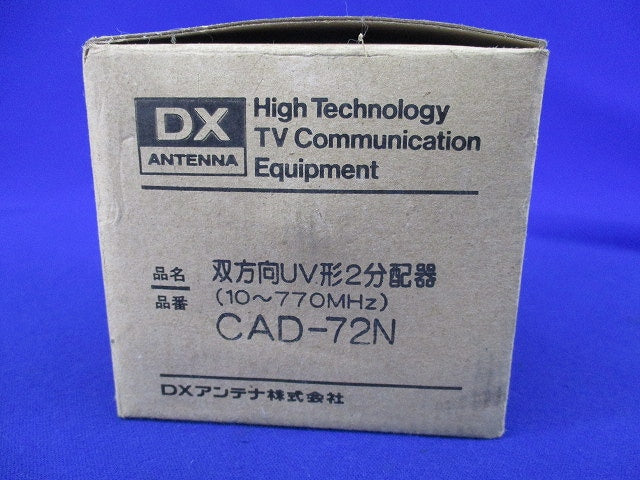 DX
ANTENNA
High Technology
TV Communication
Equipment
品名 双方向UV形2分配器
品番 (10～770MHz)
CAD-72N
DXアンテナ株式会社